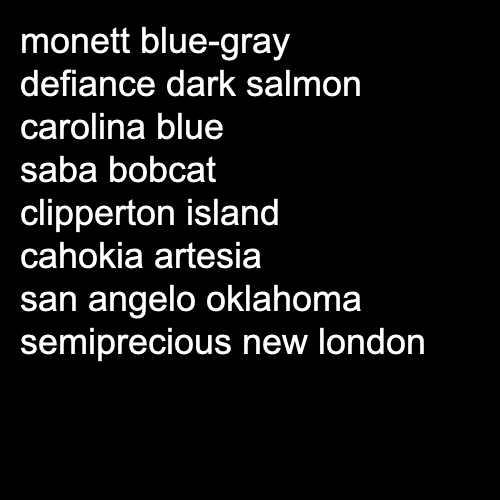 monett blue-gray
defiance dark salmon
carolina blue
saba bobcat
clipperton island
cahokia artesia
san angelo oklahoma
semiprecious new london